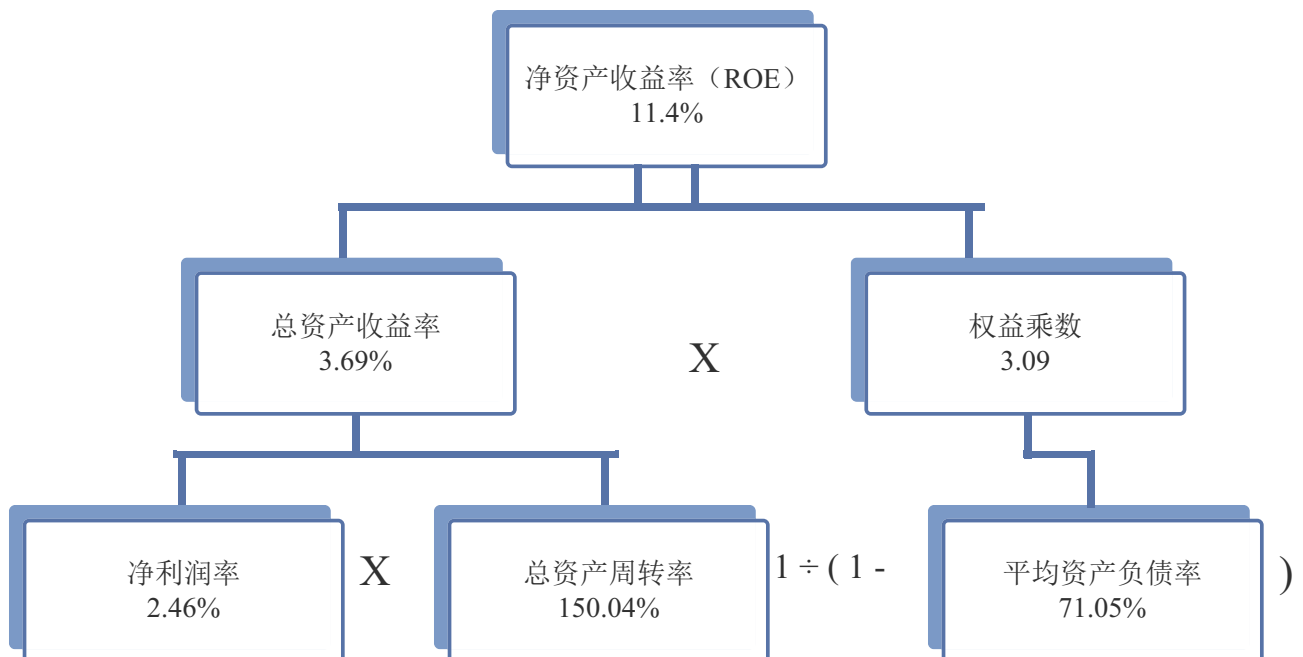 净资产收益率（ROE）
11.4%
总资产收益率
3.69%
X
权益乘数
3.09
净利润率
2.46%
X
总资产周转率
150.04%
1 ÷ ( 1 -
平均资产负债率
71.05%
)